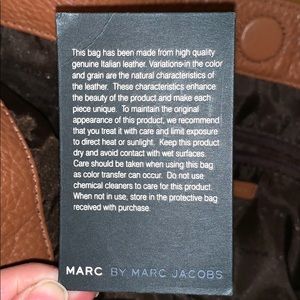 This bag has been made from high quality
genuine Italian leather. Variations-in the color
and grain are the natural characteristics of
the leather. These characteristics enhance
the beauty of the product and make each
piece unique. To maintain the original
appearance of this product, we recommend
that you treat it with care and limit exposure
to direct heat or sunlight. Keep this product
dry and avoid contact with wet surfaces.
Care should be taken when using this bag
as color transfer can occur. Do not use
chemical cleaners to care for this product.
When not in use, store in the protective bag
received with purchase.
MARC BY MARC JACOBS